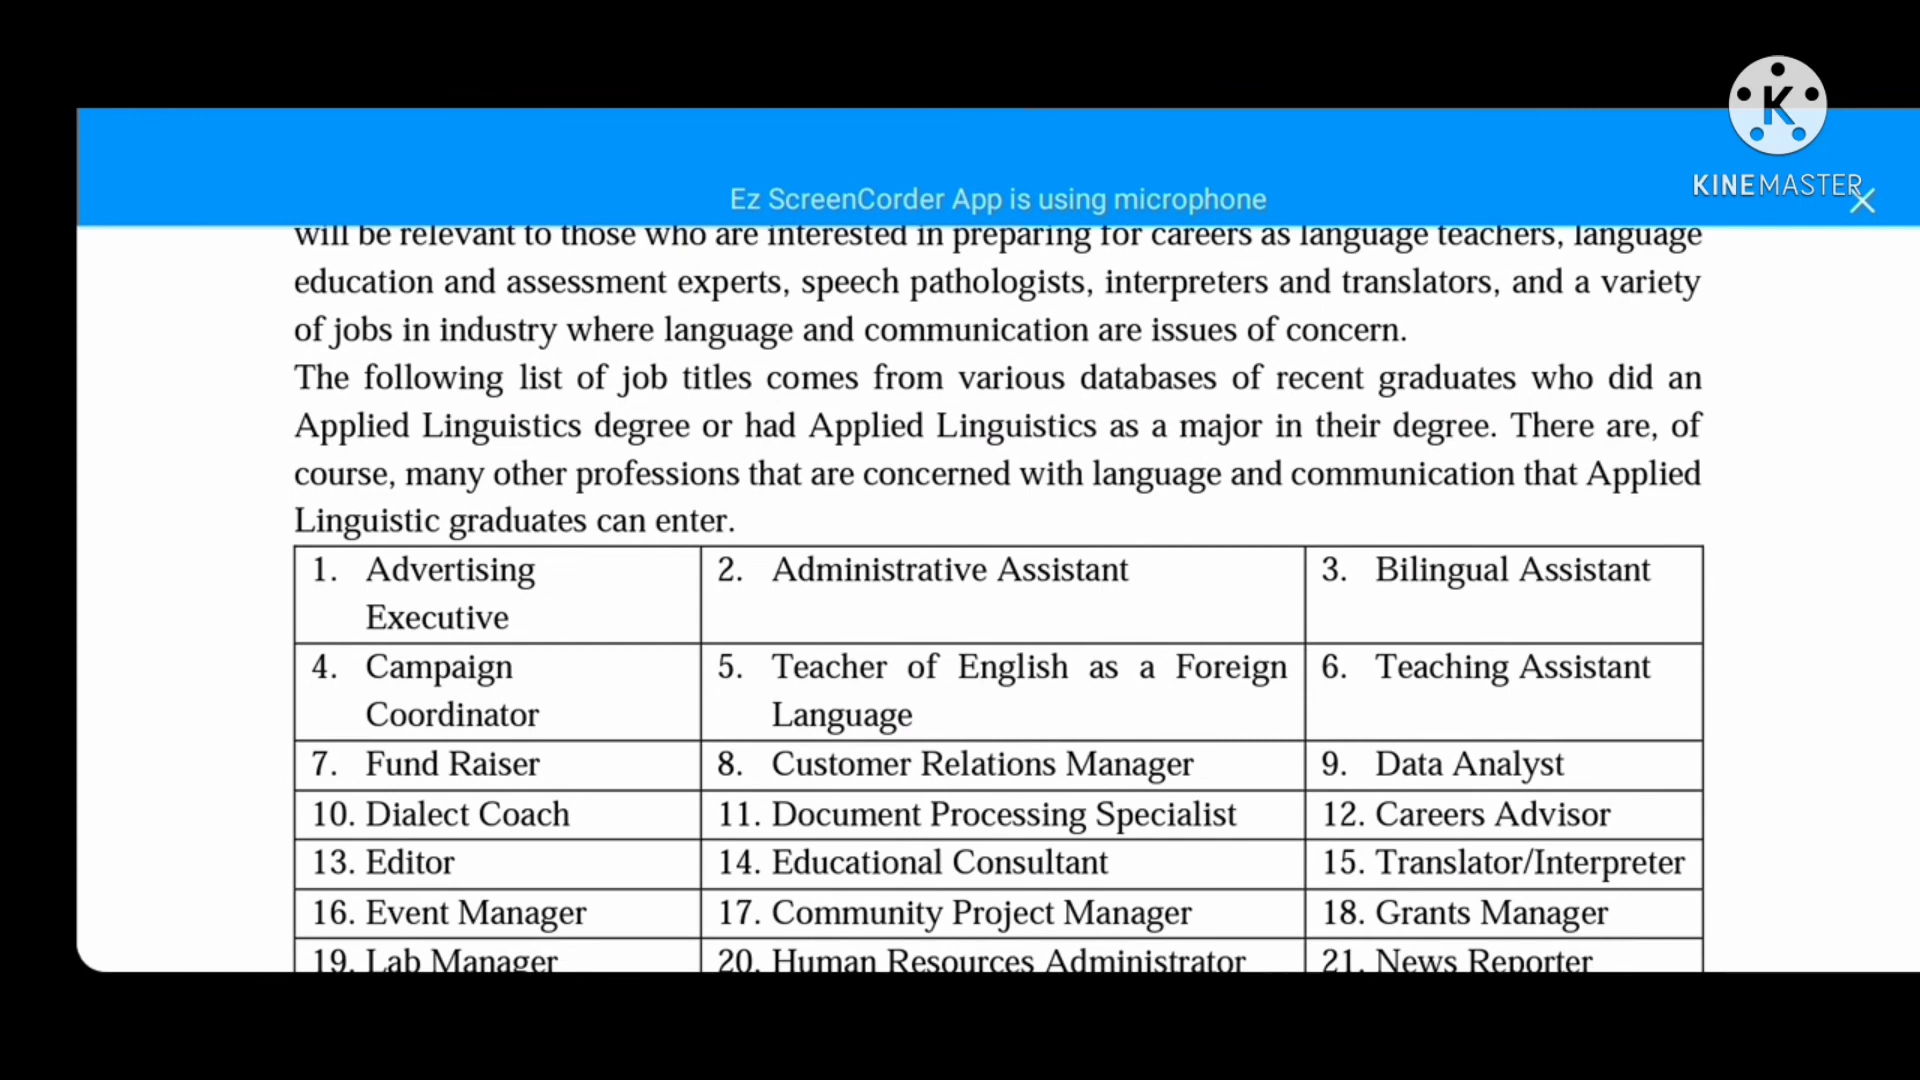 K
KINEMASTER
Ez ScreenCorder App is using microphone
will be relevant to those who are interested in preparing for careers as language teachers, language
education and assessment experts, speech pathologists, interpreters and translators, and a variety
of jobs in industry where language and communication are issues of concern.
The following list of job titles comes from various databases of recent graduates who did an
Applied Linguistics degree or had Applied Linguistics as a major in their degree. There are, of
course, many other professions that are concerned with language and communication that Applied
Linguistic graduates can enter.
1. Advertising
Executive
2. Administrative Assistant
3. Bilingual Assistant
4. Campaign
Coordinator
5. Teacher of English as a Foreign
Language
6. Teaching Assistant
7. Fund Raiser
8. Customer Relations Manager
9. Data Analyst
10. Dialect Coach
11. Document Processing Specialist
12. Careers Advisor
13. Editor
14. Educational Consultant
15. Translator/Interpreter
16. Event Manager
17. Community Project Manager
18. Grants Manager
19. Lab Manager
20. Human Resources Administrator
21. News Reporter